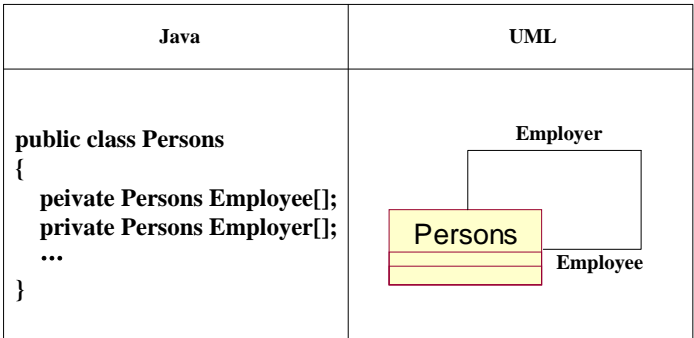 Java
UML
public class Persons
{
peivate Persons Employee[];
private Persons Employer[];
...
}
Employer
Persons
Employee